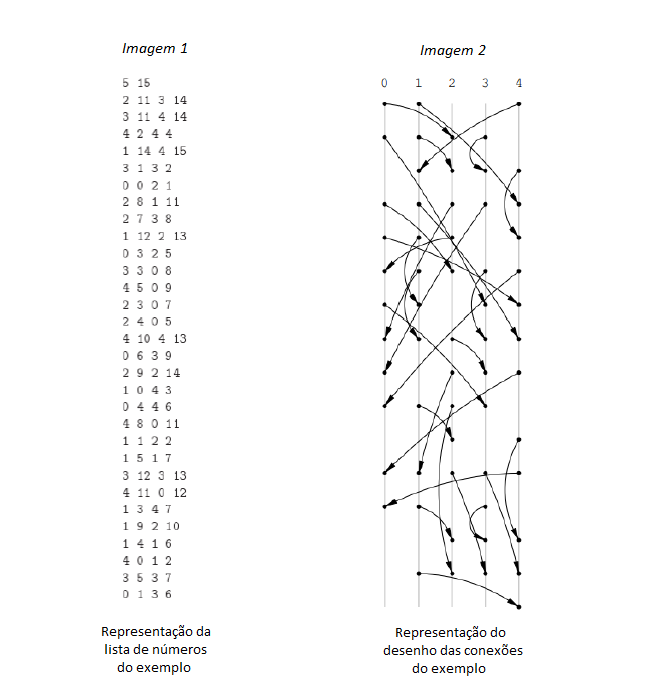 Imagem 1
5 15
2 11 3 14
3 11 4 14
4 2 4 4
1 14 4 15
3 1 3 2
0 0 2 1
2 8 1 11
2 7 3 8
1 12 2 13
0 3 2 5
3 3 0 8
4 5 0 9
2 3 0 7
2 4 0 5
4 10 4 13
0 6 3 9
2 9 2 14
1 0 4 3
0 4 4 6
4 8 0 11
1 1 2 2
1 5 1 7
3 12 3 13
4 11 0 12
1 3 4 7
1 9 2 10
1 4 1 6
4 0 1 2
3 5 3 7
0 1 3 6
Representação da
lista de números
do exemplo
Imagem 2
0 1 2 3 4
Representação do
desenho das conexões
do exemplo